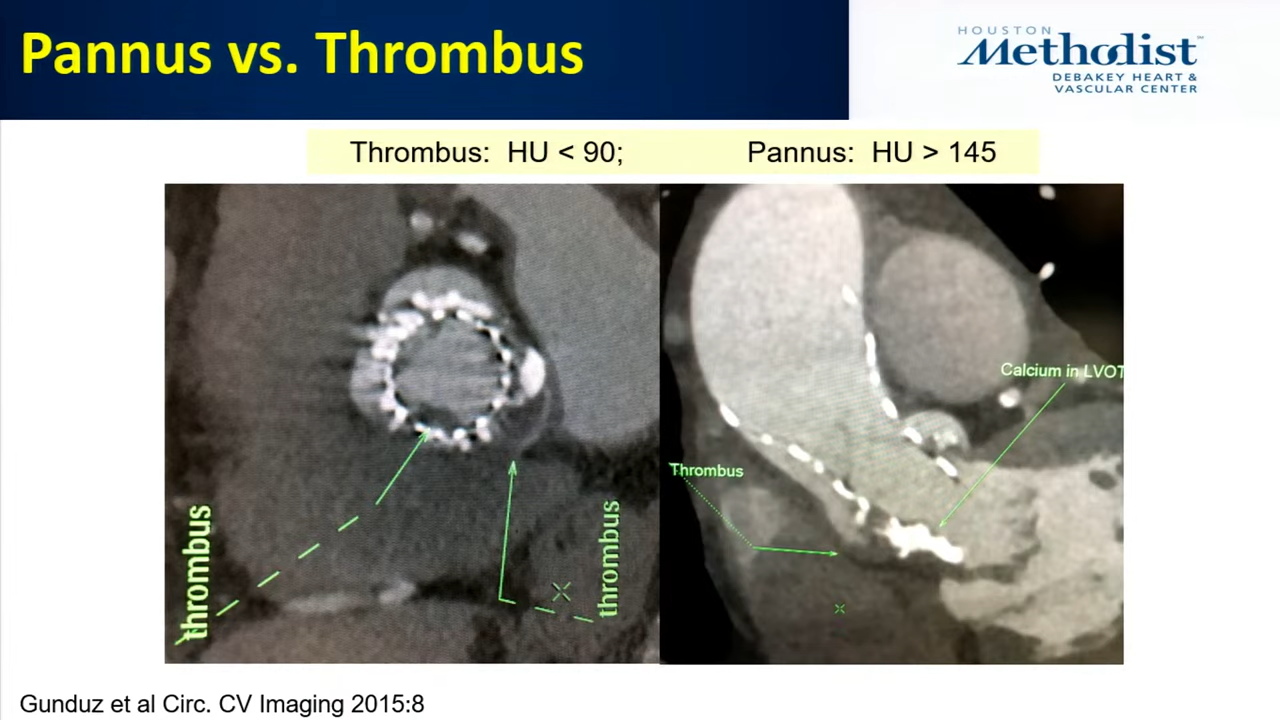 Pannus vs. Thrombus
HOUSTON
Methodist
DEBAKEY HEART &
VASCULAR CENTER
Thrombus: HU < 90; Pannus: HU > 145
thrombus
thrombus
Thrombus
Calcium in LVOT
Gunduz et al Circ. CV Imaging 2015:8